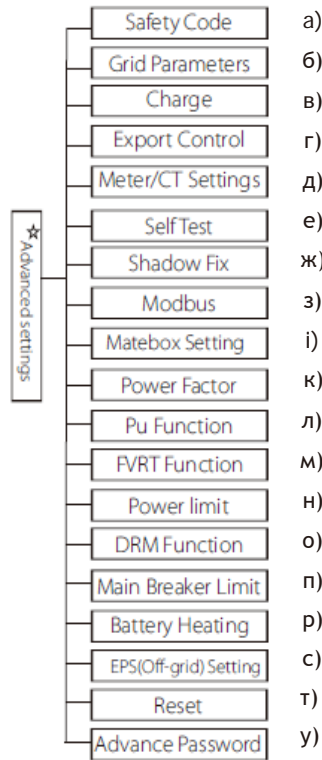 Safety Code а)
Grid Parameters б)
Charge в)
Export Control г)
Meter/CT Settings д)
Self Test е)
Shadow Fix ж)
☆ Advanced settings
Modbus з)
Matebox Setting і)
Power Factor к)
Pu Function л)
FVRT Function м)
Power limit н)
DRM Function о)
Main Breaker Limit п)
Battery Heating р)
EPS(Off-grid) Setting с)
Reset т)
Advance Password у)